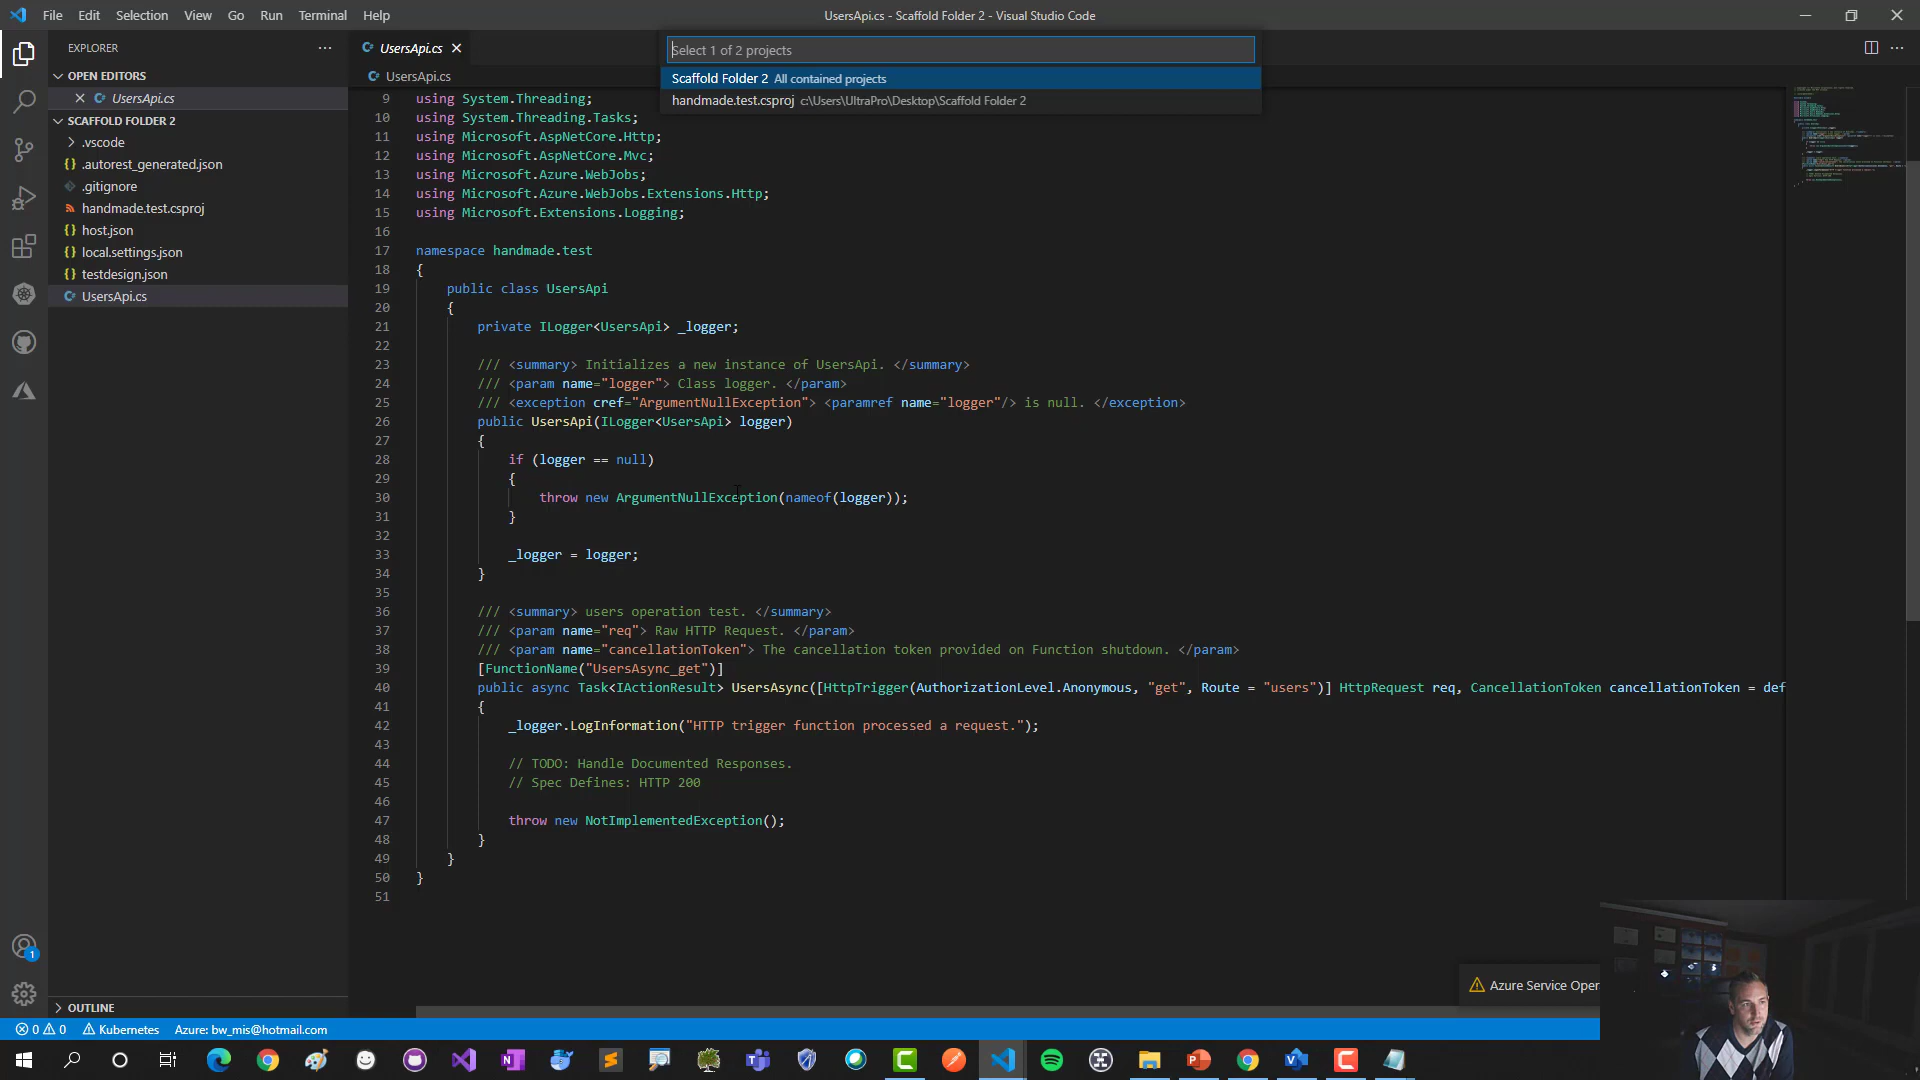 File Edit Selection View Go Run Terminal Help
UsersApi.cs - Scaffold Folder 2 - Visual Studio Code
EXPLORER
OPEN EDITORS
UsersApi.cs
SCAFFOLD FOLDER 2
.vscode
{} .autorest_generated.json
.gitignore
handmade.test.csproj
{} host.json
{} local.settings.json
{} testdesign.json
UsersApi.cs
OUTLINE
UsersApi.cs
UsersApi.cs
Select 1 of 2 projects
Scaffold Folder 2 All contained projects
handmade.test.csproj c:\Users\UltraPro\Desktop\Scaffold Folder 2
9 using System.Threading;
10 using System.Threading.Tasks;
11 using Microsoft.AspNetCore.Http;
12 using Microsoft.AspNetCore.Mvc;
13 using Microsoft.Azure.WebJobs;
14 using Microsoft.Azure.WebJobs.Extensions.Http;
15 using Microsoft.Extensions.Logging;
16
17 namespace handmade.test
18 {
19 public class UsersApi
20 {
21 private ILogger<UsersApi> _logger;
22
23 /// <summary> Initializes a new instance of UsersApi. </summary>
24 /// <param name="logger"> Class logger. </param>
25 /// <exception cref="ArgumentNullException"> <paramref name="logger"/> is null. </exception>
26 public UsersApi(ILogger<UsersApi> logger)
27 {
28 if (logger == null)
29 {
30 throw new ArgumentNullException(nameof(logger));
31 }
32
33 _logger = logger;
34 }
35
36 /// <summary> users operation test. </summary>
37 /// <param name="req"> Raw HTTP Request. </param>
38 /// <param name="cancellationToken"> The cancellation token provided on Function shutdown. </param>
39 [FunctionName("UsersAsync_get")]
40 public async Task<IActionResult> UsersAsync([HttpTrigger(AuthorizationLevel.Anonymous, "get", Route = "users")] HttpRequest req, CancellationToken cancellationToken = def
41 {
42 _logger.LogInformation("HTTP trigger function processed a request.");
43
44 // TODO: Handle Documented Responses.
45 // Spec Defines: HTTP 200
46
47 throw new NotImplementedException();
48 }
49 }
50 }
51
Azure Service Oper
0 0 Kubernetes Azure: bw_mis@hotmail.com
1